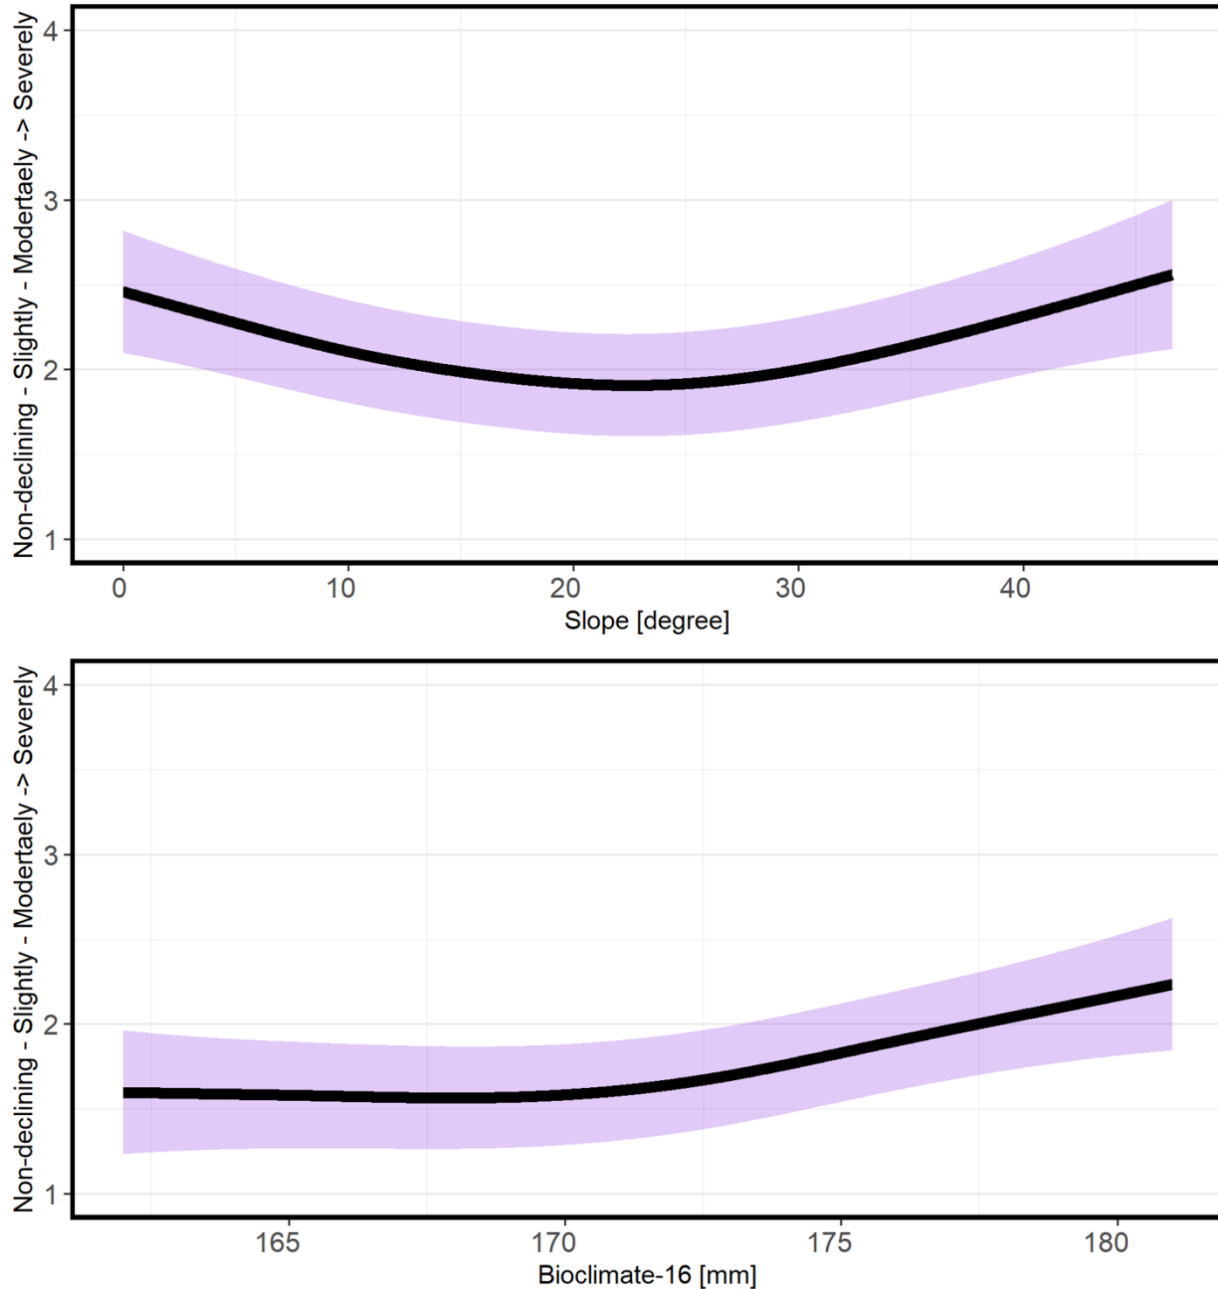 Non-declining - Slightly - Modertaely -> Severely
4
3
2
1
0 10 20 30 40
Slope [degree]
Non-declining - Slightly - Modertaely -> Severely
4
3
2
1
165 170 175 180
Bioclimate-16 [mm]